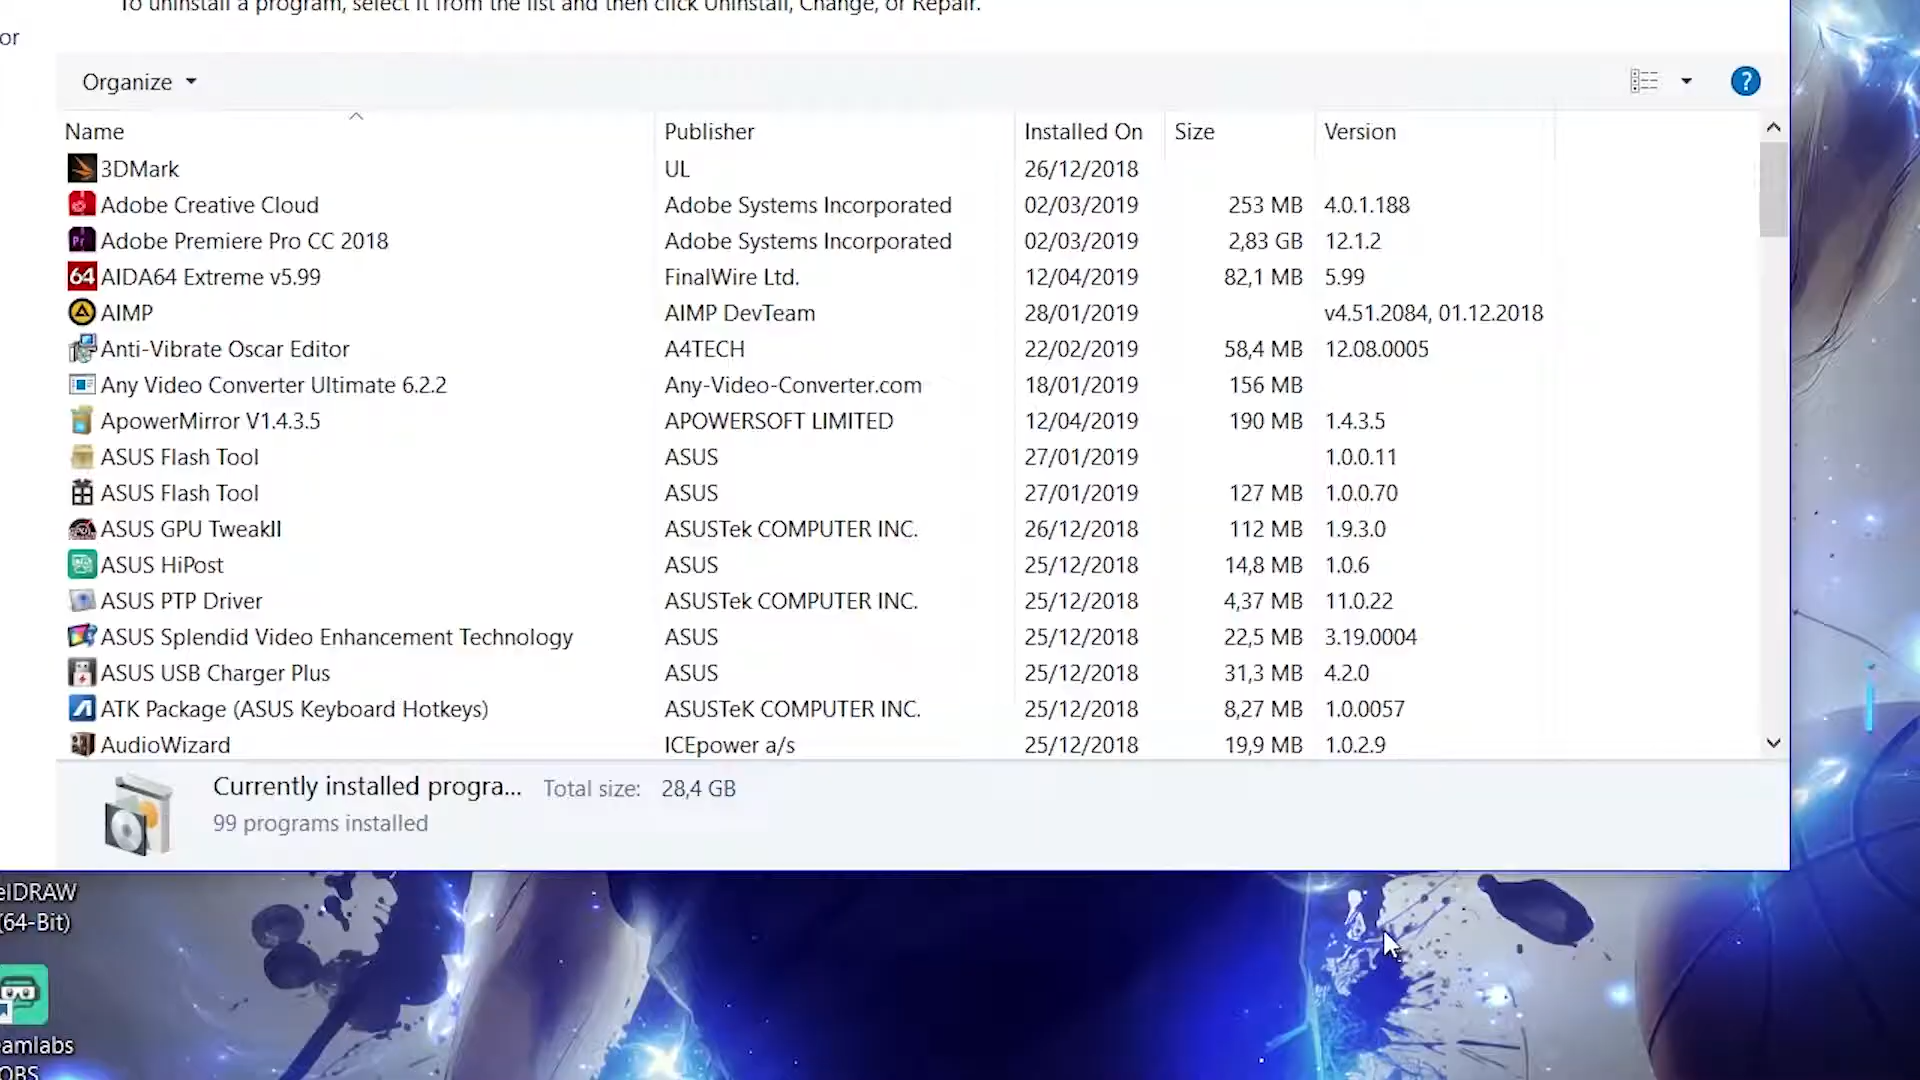 To uninstall a program, select it from the list and then click Uninstall, Change, or Repair.
or
Organize
Name Publisher Installed On Size Version
3DMark UL 26/12/2018
Adobe Creative Cloud Adobe Systems Incorporated 02/03/2019 253 MB 4.0.1.188
Pr Adobe Premiere Pro CC 2018 Adobe Systems Incorporated 02/03/2019 2,83 GB 12.1.2
64 AIDA64 Extreme v5.99 FinalWire Ltd. 12/04/2019 82,1 MB 5.99
AIMP AIMP DevTeam 28/01/2019 v4.51.2084, 01.12.2018
Anti-Vibrate Oscar Editor A4TECH 22/02/2019 58,4 MB 12.08.0005
Any Video Converter Ultimate 6.2.2 Any-Video-Converter.com 18/01/2019 156 MB
ApowerMirror V1.4.3.5 APOWERSOFT LIMITED 12/04/2019 190 MB 1.4.3.5
ASUS Flash Tool ASUS 27/01/2019 1.0.0.11
ASUS Flash Tool ASUS 27/01/2019 127 MB 1.0.0.70
ASUS GPU TweakII ASUSTek COMPUTER INC. 26/12/2018 112 MB 1.9.3.0
ASUS HiPost ASUS 25/12/2018 14,8 MB 1.0.6
ASUS PTP Driver ASUSTek COMPUTER INC. 25/12/2018 4,37 MB 11.0.22
ASUS Splendid Video Enhancement Technology ASUS 25/12/2018 22,5 MB 3.19.0004
ASUS USB Charger Plus ASUS 25/12/2018 31,3 MB 4.2.0
ATK Package (ASUS Keyboard Hotkeys) ASUSTeK COMPUTER INC. 25/12/2018 8,27 MB 1.0.0057
AudioWizard ICEpower a/s 25/12/2018 19,9 MB 1.0.2.9
Currently installed progra... Total size: 28,4 GB
99 programs installed
elDRAW
(64-Bit)
eamlabs
OBS